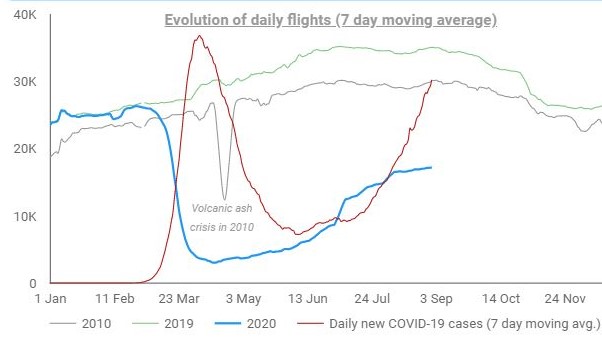 Evolution of daily flights (7 day moving average)
40K
30K
20K
10K
0
Volcanic ash
crisis in 2010
1 Jan 11 Feb 23 Mar 3 May 13 Jun 24 Jul 3 Sep 14 Oct 24 Nov
2010 2019 2020 Daily new COVID-19 cases (7 day moving avg.)